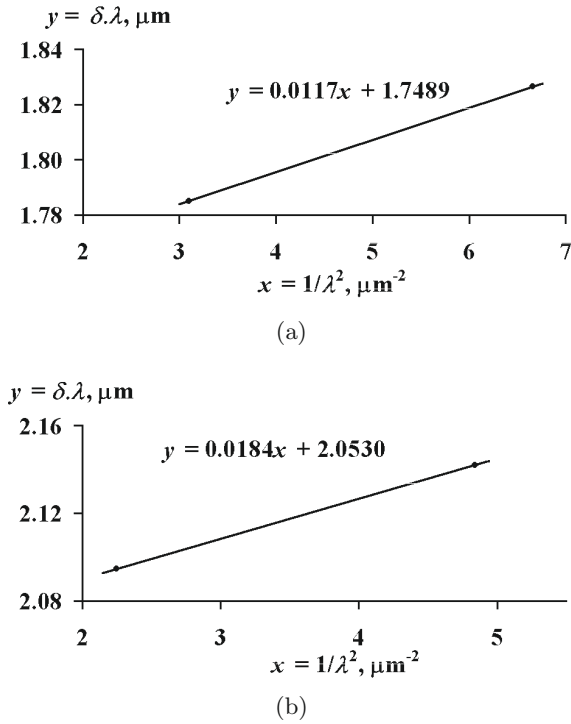 y = δ.λ, μm
1.84
y = 0.0117x + 1.7489
1.82
1.80
1.78
2 3 4 5 6 7
x = 1/λ², μm⁻²
(a)
y = δ.λ, μm
2.16
y = 0.0184x + 2.0530
2.12
2.08
2 3 4 5
x = 1/λ², μm⁻²
(b)